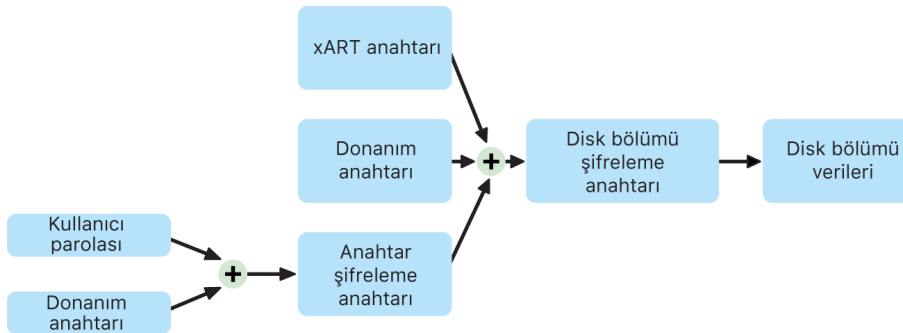 xART anahtarı
Donanım
anahtarı
+
Disk bölümü
şifreleme
anahtarı
Disk bölümü
verileri
Kullanıcı
parolası
+
Anahtar
şifreleme
anahtarı
Donanım
anahtarı